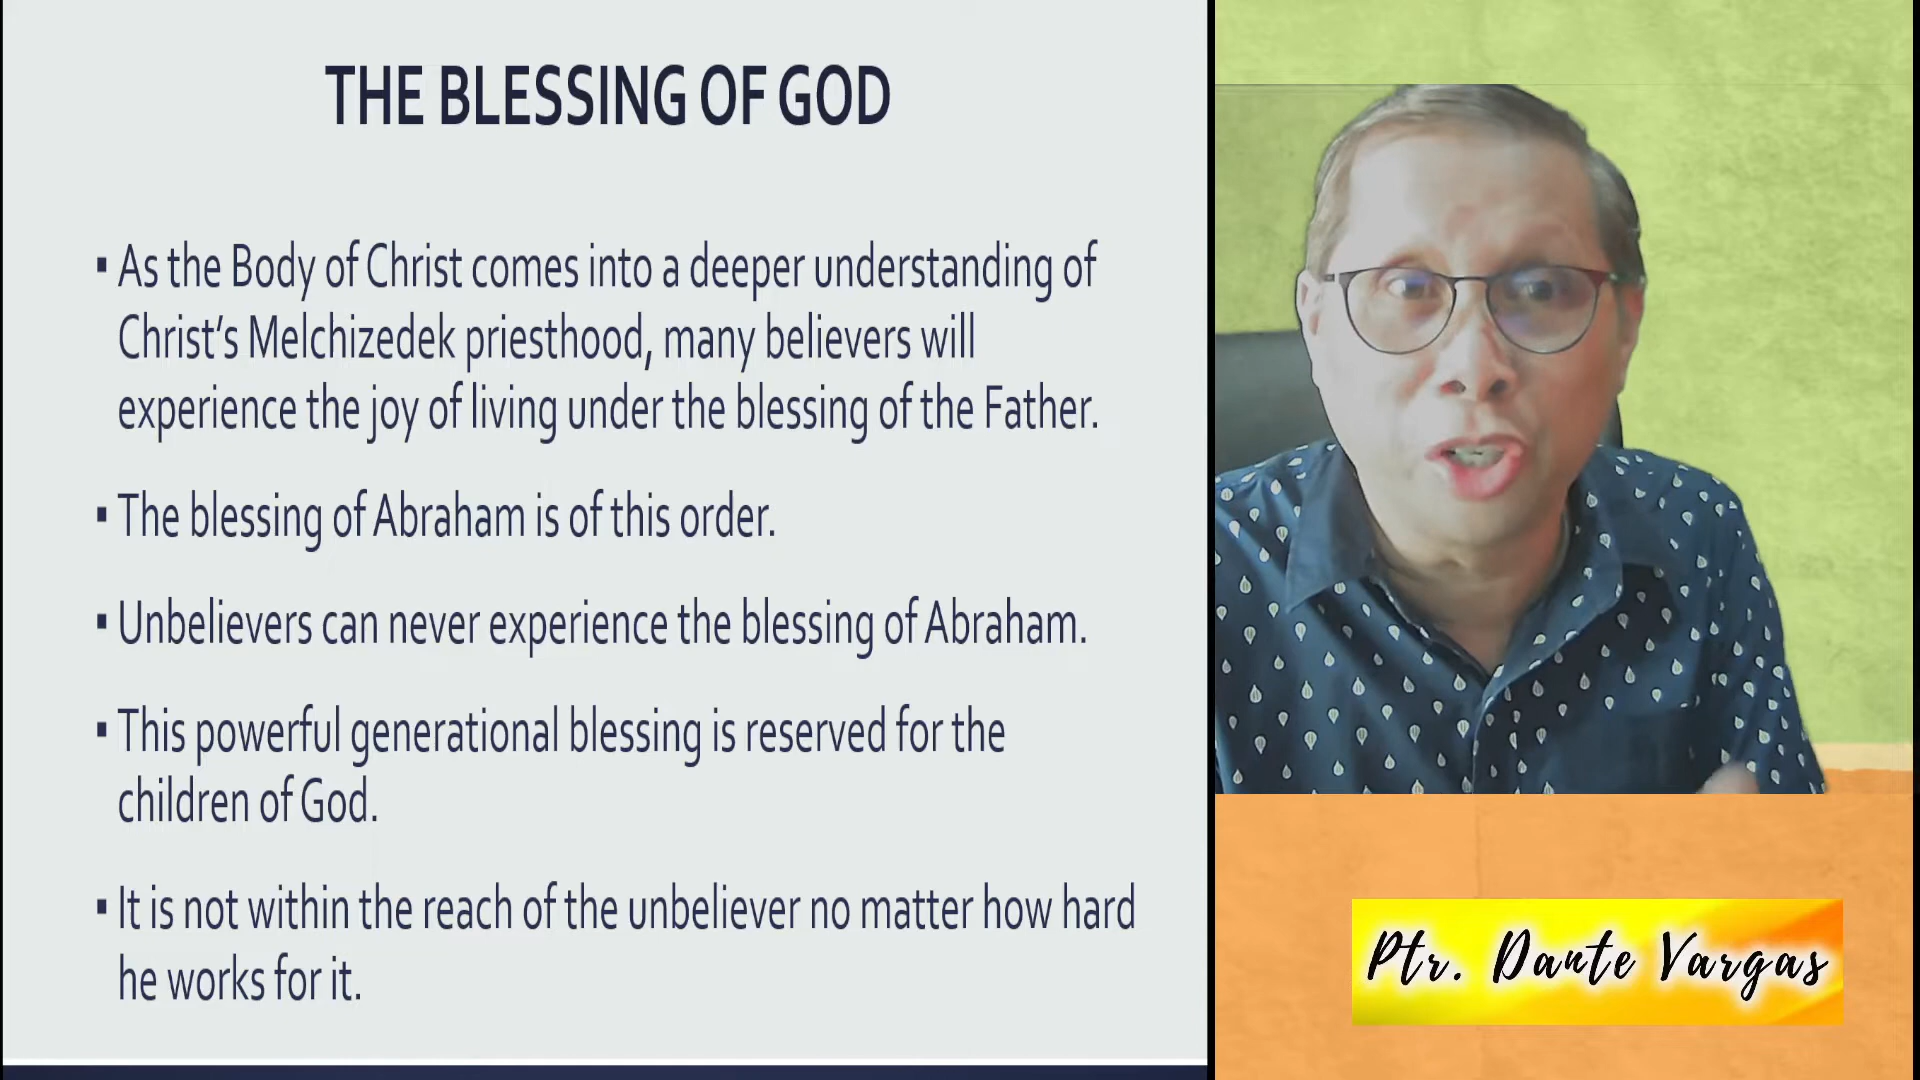 THE BLESSING OF GOD
▪ As the Body of Christ comes into a deeper understanding of
Christ's Melchizedek priesthood, many believers will
experience the joy of living under the blessing of the Father.
▪ The blessing of Abraham is of this order.
▪ Unbelievers can never experience the blessing of Abraham.
▪ This powerful generational blessing is reserved for the
children of God.
▪ It is not within the reach of the unbeliever no matter how hard
he works for it.
Ptr. Dante Vargas